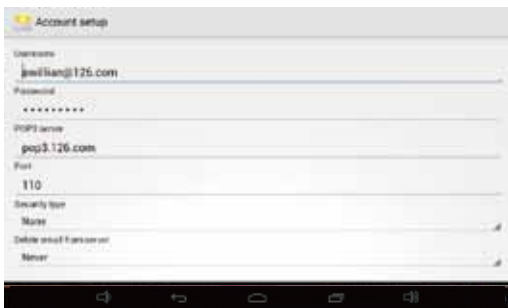 Account setup
Username
@126.com
Password
•••••••••
POP3 server
pop3.126.com
Port
110
Security type
None
Delete email from server
Never